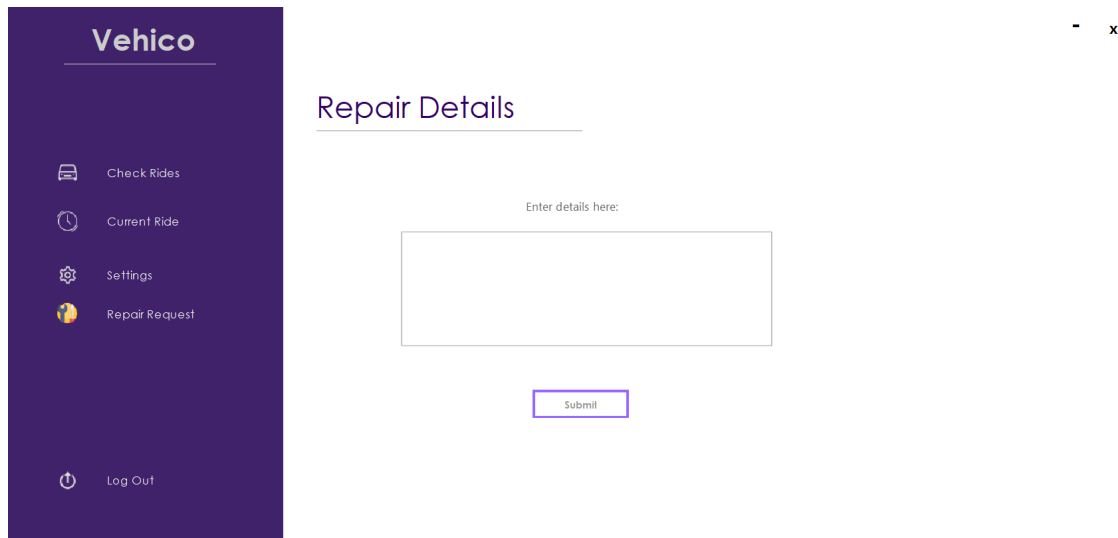 Vehico
- x
Repair Details
Check Rides
Current Ride
Settings
Repair Request
Log Out
Enter details here:
Submit